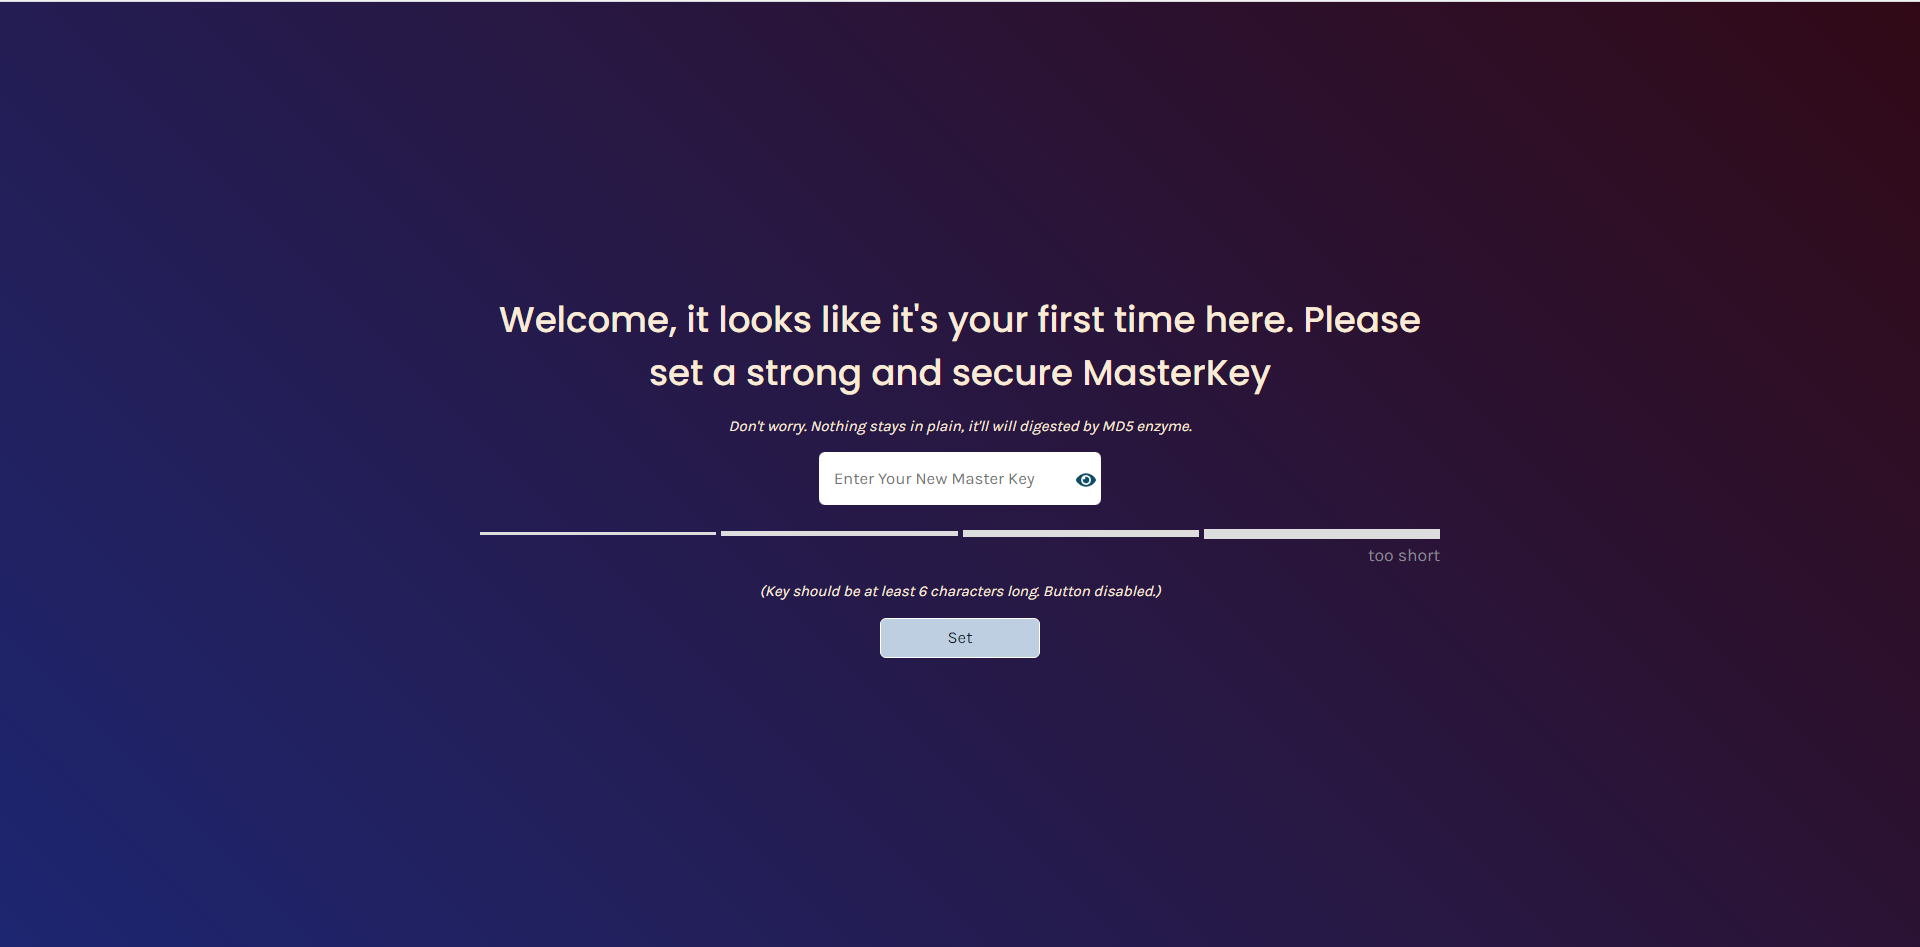 Welcome, it looks like it's your first time here. Please
set a strong and secure MasterKey
Don't worry. Nothing stays in plain, it'll will digested by MD5 enzyme.
Enter Your New Master Key
too short
(Key should be at least 6 characters long. Button disabled.)
Set